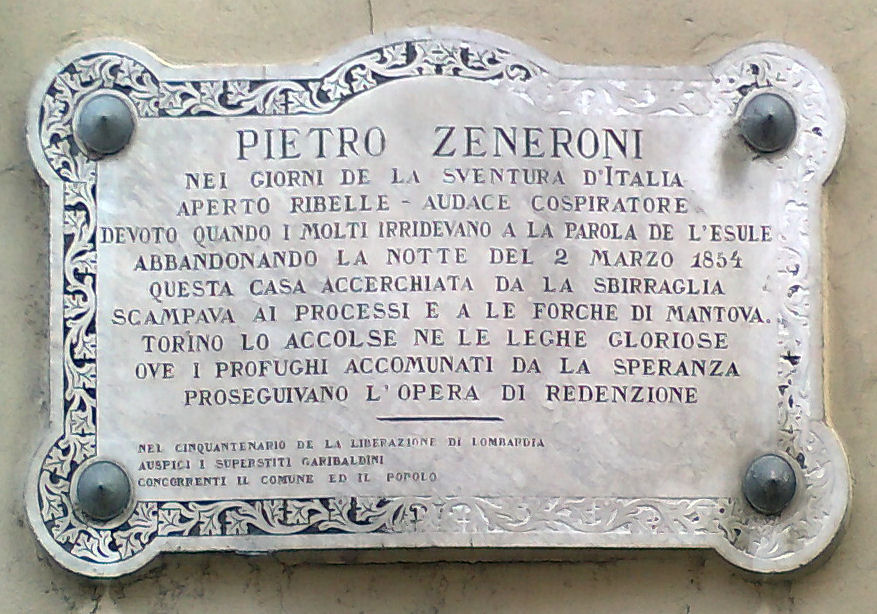 PIETRO ZENERONI
NEI GIORNI DE LA SVENTURA D'ITALIA
APERTO RIBELLE - AUDACE COSPIRATORE
DEVOTO QUANDO I MOLTI IRRIDEVANO A LA PAROLA DE L'ESULE
ABBANDONANDO LA NOTTE DEL 2 MARZO 1854
QUESTA CASA ACCERCHIATA DA LA SBIRRAGLIA
SCAMPAVA AI PROCESSI E A LE FORCHE DI MANTOVA.
TORINO LO ACCOLSE NE LE LEGHE GLORIOSE
OVE I PROFUGHI ACCOMUNATI DA LA SPERANZA
PROSEGUIVANO L'OPERA DI REDENZIONE
NEL CINQUANTENARIO DE LA LIBERAZIONE DI LOMBARDIA
AUSPICI I SUPERSTITI GARIBALDINI
CONCORRENTI IL COMUNE ED IL POPOLO